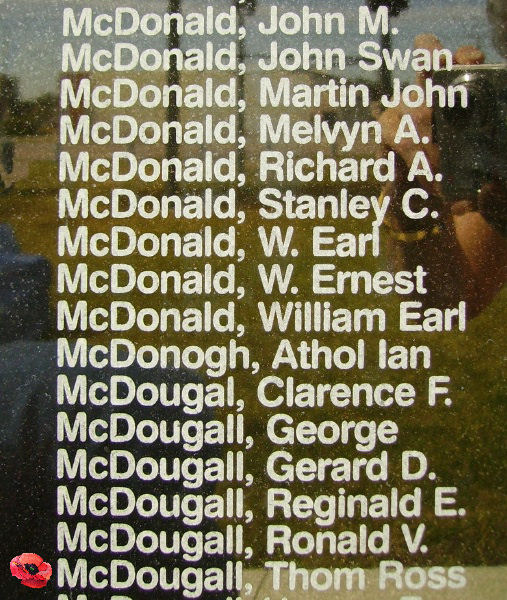 McDonald, John M.
McDonald, John Swan
McDonald, Martin John
McDonald, Melvyn A.
McDonald, Richard A.
McDonald, Stanley C.
McDonald, W. Earl
McDonald, W. Ernest
McDonald, William Earl
McDonogh, Athol Ian
McDougal, Clarence F.
McDougall, George
McDougall, Gerard D.
McDougall, Reginald E.
McDougall, Ronald V.
McDougall, Thom Ross